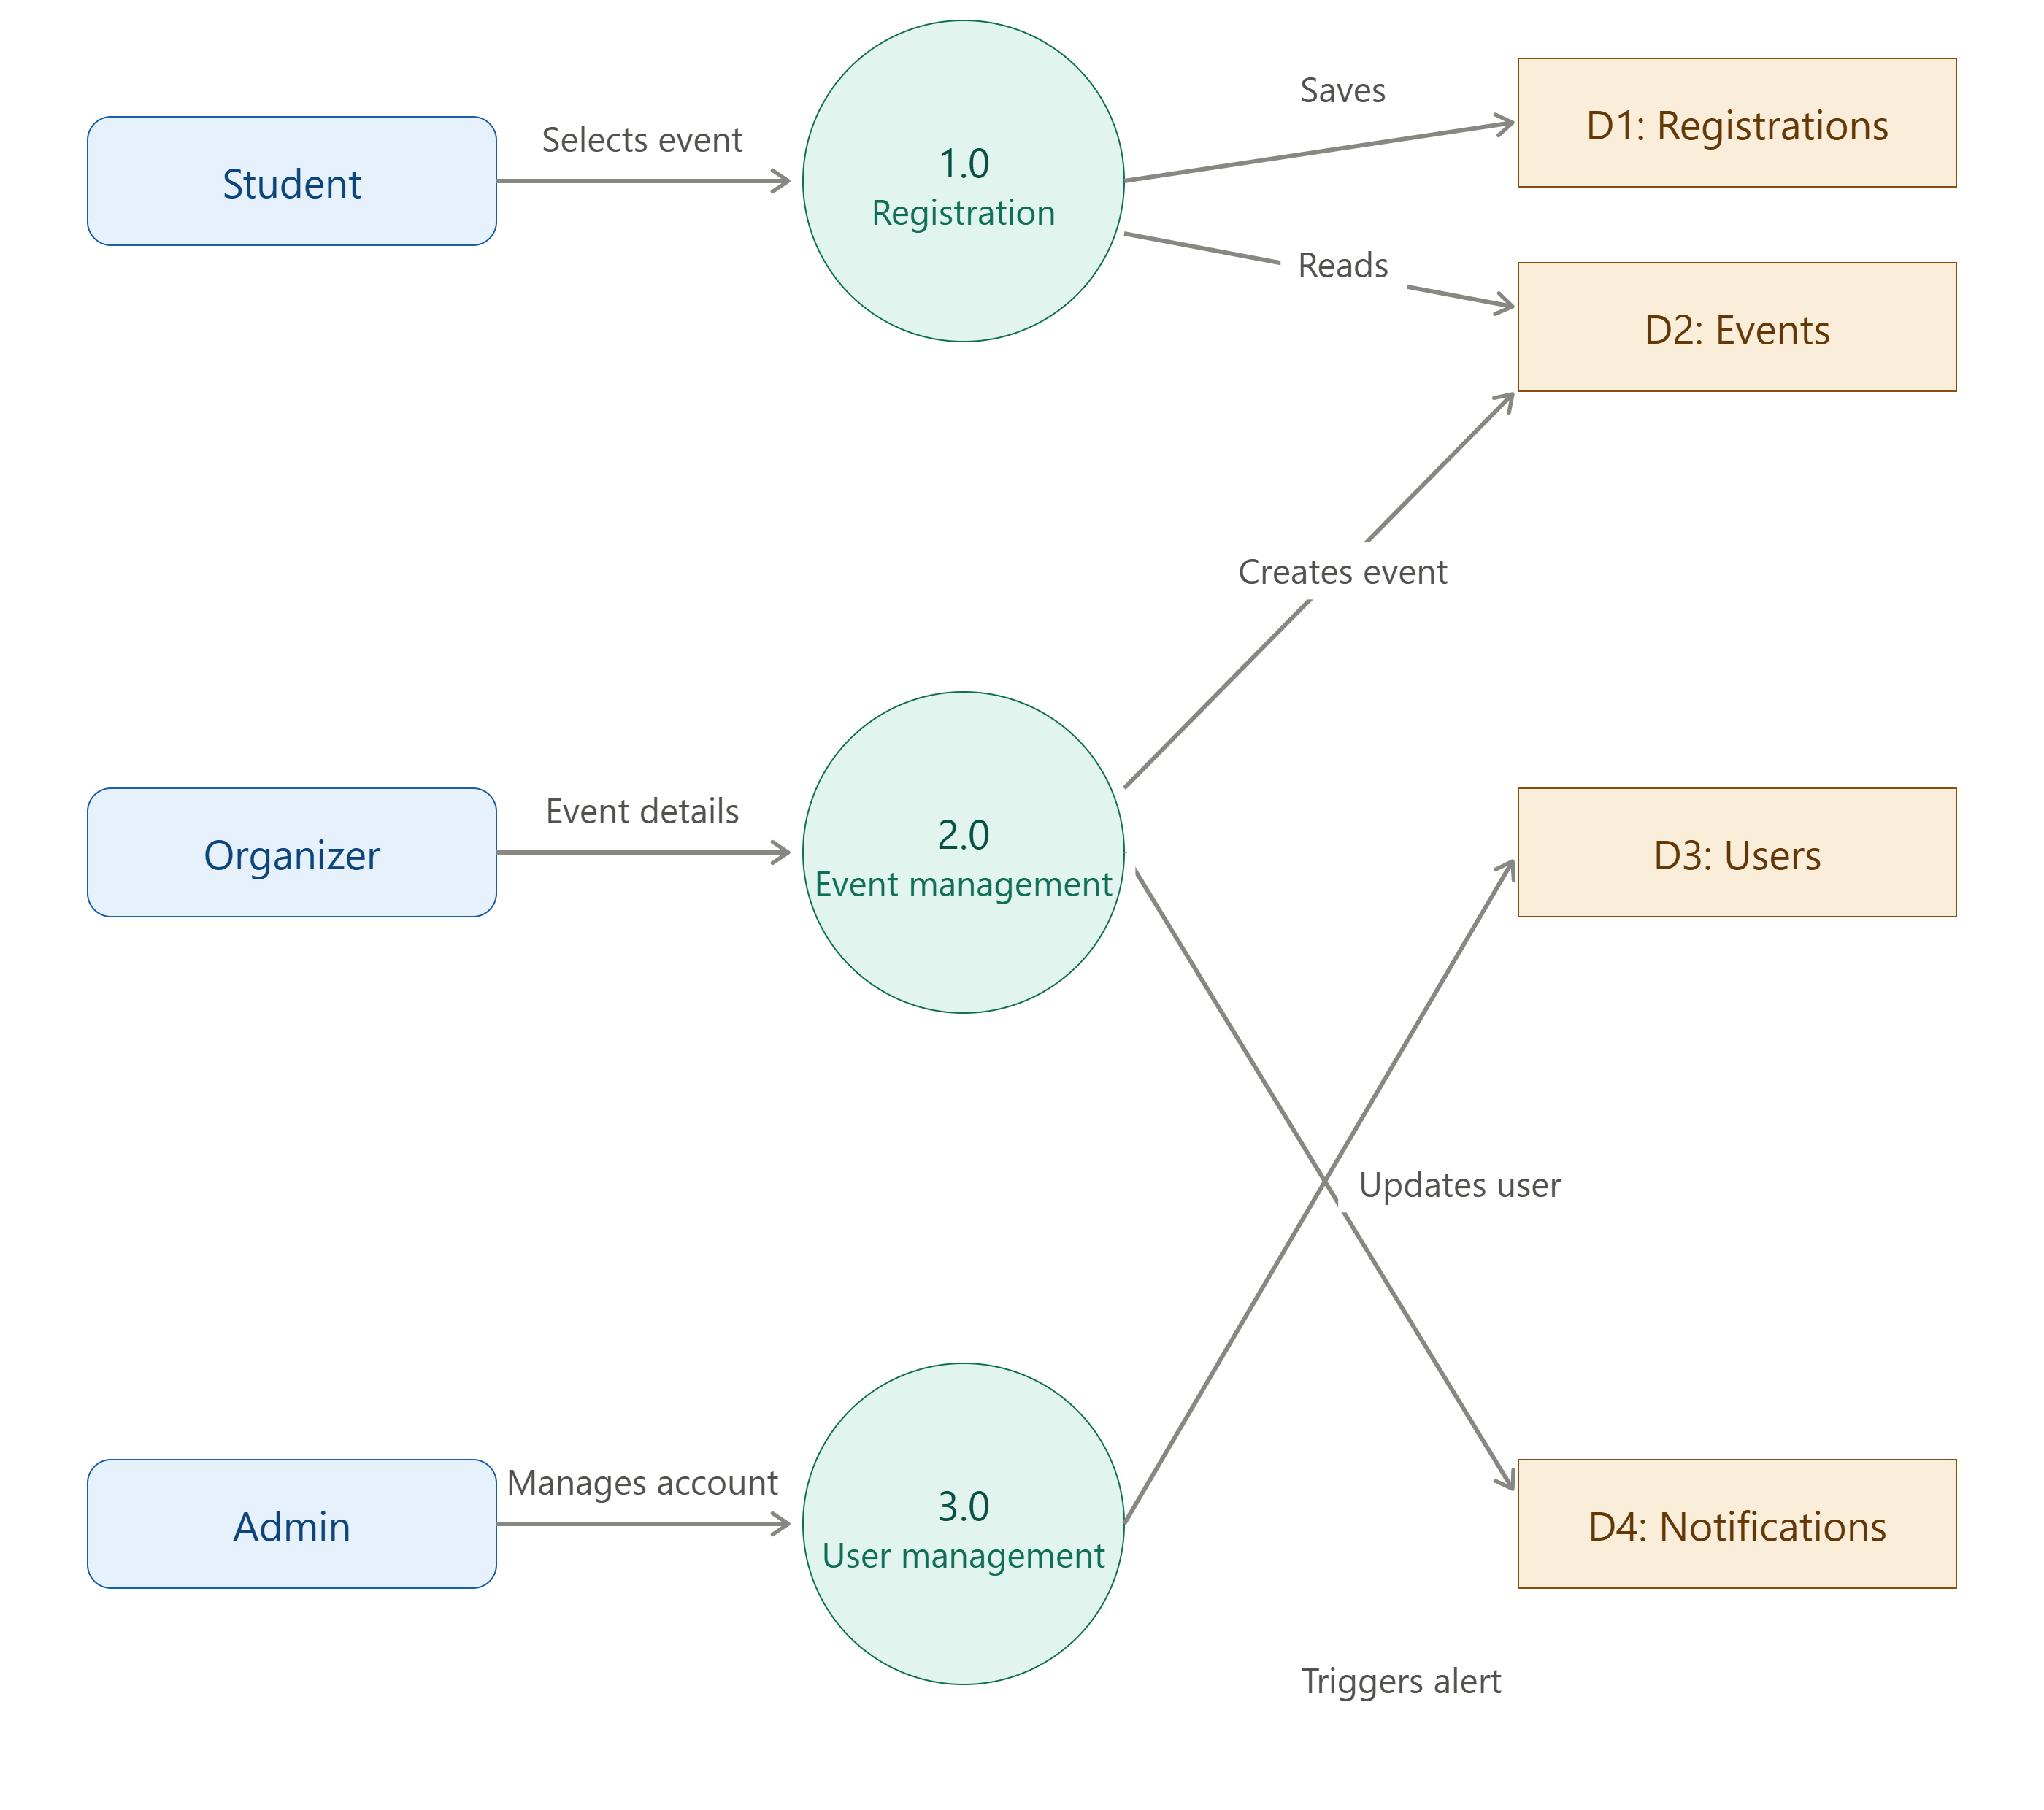 Saves
D1: Registrations
Selects event
Student
1.0
Registration
Reads
D2: Events
Creates event
Event details
Organizer
2.0
Event management
D3: Users
Updates user
Manages account
Admin
3.0
User management
D4: Notifications
Triggers alert